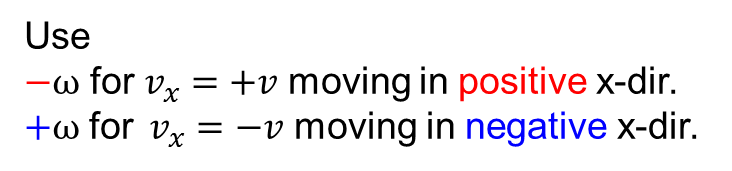 Use
−ω for vₓ = +v moving in positive x-dir.
+ω for vₓ = −v moving in negative x-dir.